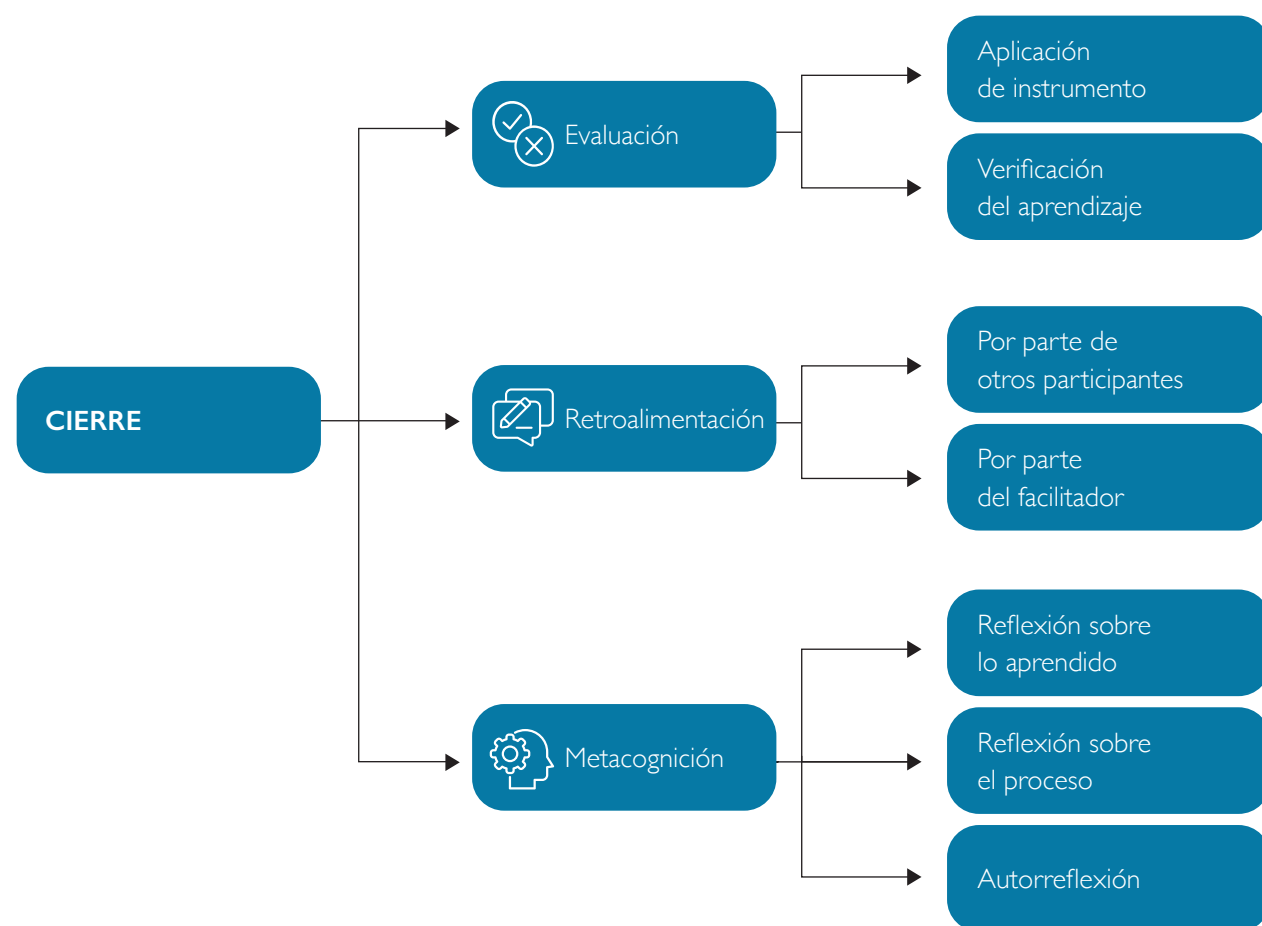 CIERRE
Evaluación
Aplicación
de instrumento
Verificación
del aprendizaje
Retroalimentación
Por parte de
otros participantes
Por parte
del facilitador
Metacognición
Reflexión sobre
lo aprendido
Reflexión sobre
el proceso
Autorreflexión